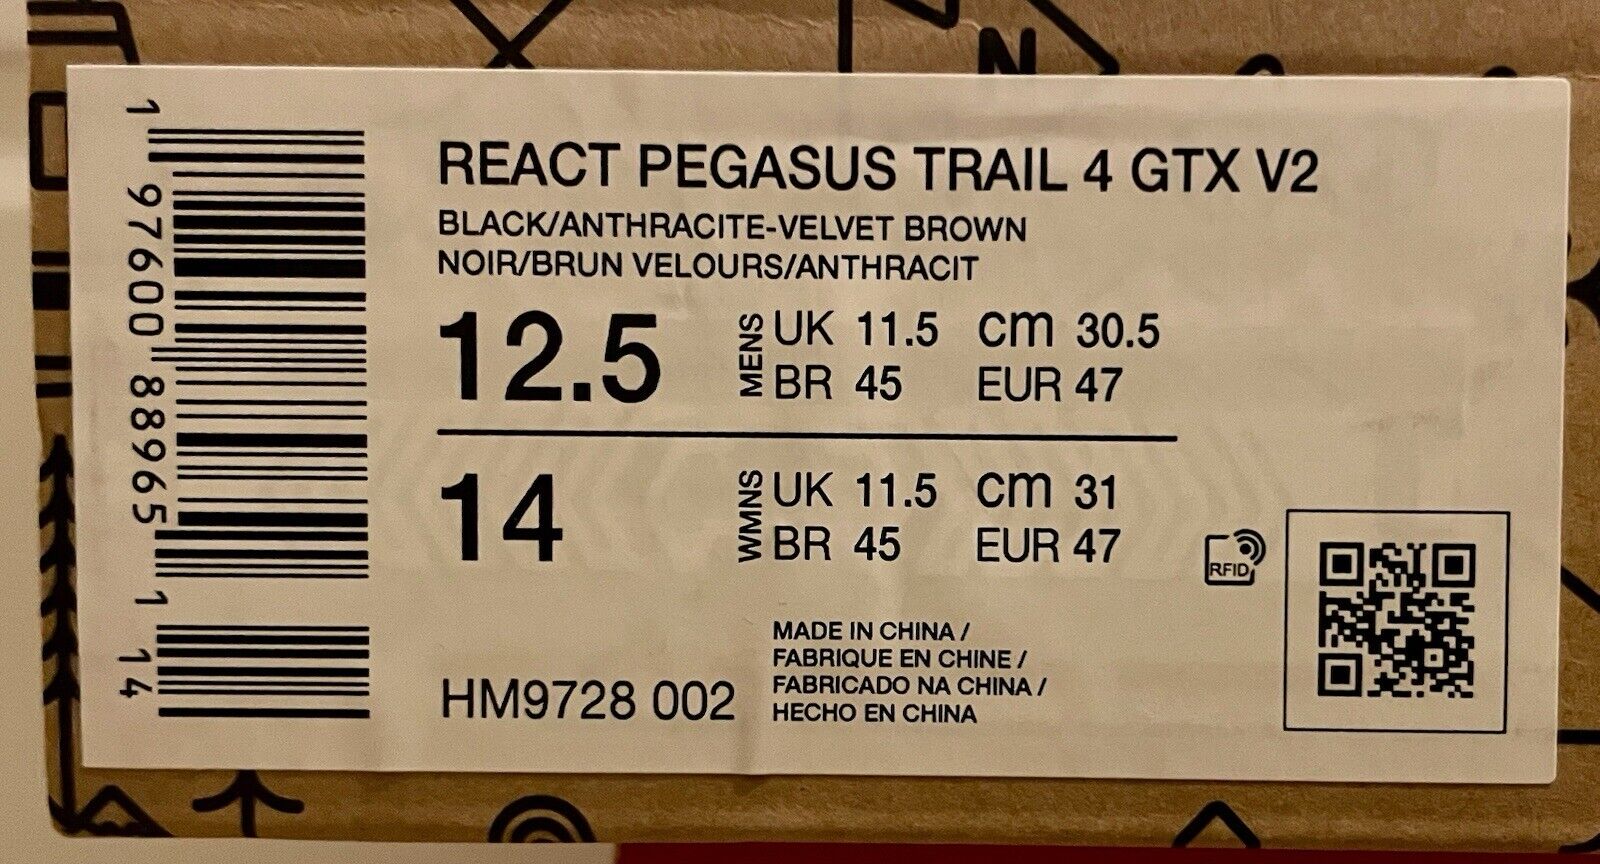 N
REACT PEGASUS TRAIL 4 GTX V2
BLACK/ANTHRACITE-VELVET BROWN
NOIR/BRUN VELOURS/ANTHRACIT
12.5 MENS UK 11.5 CM 30.5
BR 45 EUR 47
14 WMNS UK 11.5 CM 31
BR 45 EUR 47
RFID
HM9728 002
MADE IN CHINA /
FABRIQUE EN CHINE /
FABRICADO NA CHINA /
HECHO EN CHINA
1 97600 88965 1 14